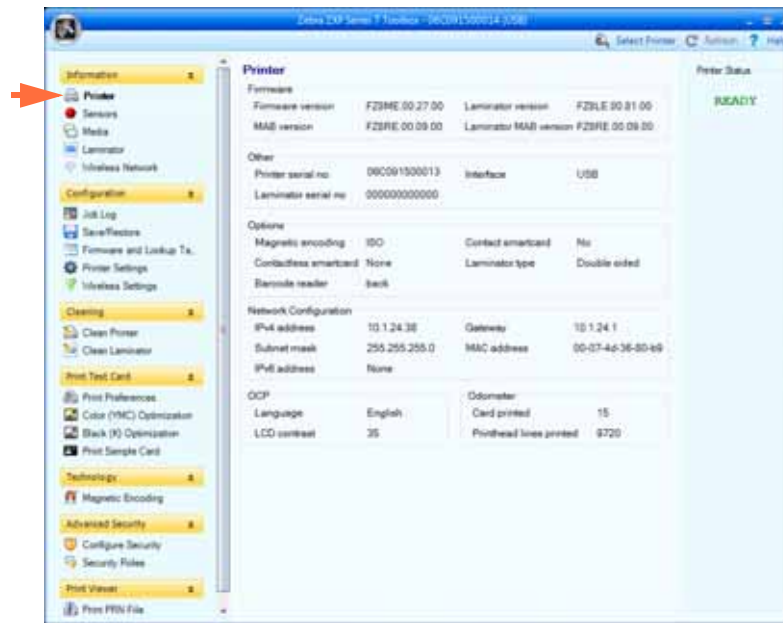 Zebra ZXP Series 7 Toolbox - 06C091500014 (USB)
Select Printer Refresh ? Help
Information
Printer
Sensors
Media
Laminator
Wireless Network
Configuration
Job Log
Save/Restore
Firmware and Lookup Ta..
Printer Settings
Wireless Settings
Cleaning
Clean Printer
Clean Laminator
Print Test Card
Print Preferences
Color (YMC) Optimization
Black (K) Optimization
Print Sample Card
Technology
Magnetic Encoding
Advanced Security
Configure Security
Security Roles
Print Viewer
Print PRN File
Printer
Firmware
Firmware version FZ8ME.00.27.00 Laminator version FZ8LE.00.81.00
MAB version FZ8RE.00.09.00 Laminator MAB version FZ8RE.00.09.00
Other
Printer serial no 06C091500013 Interface USB
Laminator serial no 000000000000
Options
Magnetic encoding ISO Contact smartcard No
Contactless smartcard None Laminator type Double sided
Barcode reader back
Network Configuration
IPv4 address 10.1.24.38 Gateway 10.1.24.1
Subnet mask 255.255.255.0 MAC address 00-07-4d-36-80-b9
IPv6 address None
OCP
Language English
LCD contrast 35
Odometer
Card printed 15
Printhead lines printed 9720
Printer Status
READY